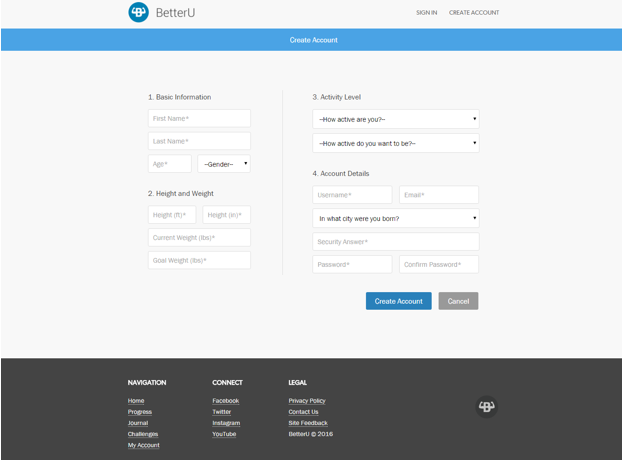 BetterU
SIGN IN CREATE ACCOUNT
Create Account
1. Basic Information
First Name*
Last Name*
Age* --Gender--
2. Height and Weight
Height (ft)* Height (in)*
Current Weight (lbs)*
Goal Weight (lbs)*
3. Activity Level
--How active are you?--
--How active do you want to be?--
4. Account Details
Username* Email*
In what city were you born?
Security Answer*
Password* Confirm Password*
Create Account Cancel
NAVIGATION
Home
Progress
Journal
Challenges
My Account
CONNECT
Facebook
Twitter
Instagram
YouTube
LEGAL
Privacy Policy
Contact Us
Site Feedback
BetterU © 2016